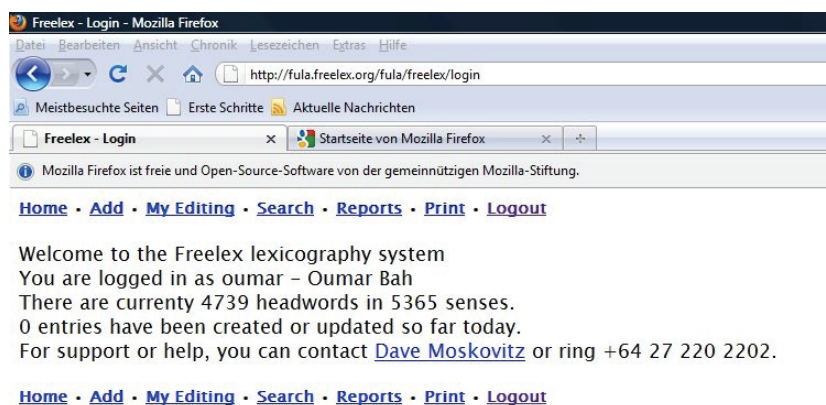 Freelex - Login - Mozilla Firefox
Datei Bearbeiten Ansicht Chronik Lesezeichen Extras Hilfe
http://fula.freelex.org/fula/freelex/login
Meistbesuchte Seiten Erste Schritte Aktuelle Nachrichten
Freelex - Login Startseite von Mozilla Firefox
Mozilla Firefox ist freie und Open-Source-Software von der gemeinnützigen Mozilla-Stiftung.
Home · Add · My Editing · Search · Reports · Print · Logout
Welcome to the Freelex lexicography system
You are logged in as oumar – Oumar Bah
There are currenty 4739 headwords in 5365 senses.
0 entries have been created or updated so far today.
For support or help, you can contact Dave Moskovitz or ring +64 27 220 2202.
Home · Add · My Editing · Search · Reports · Print · Logout